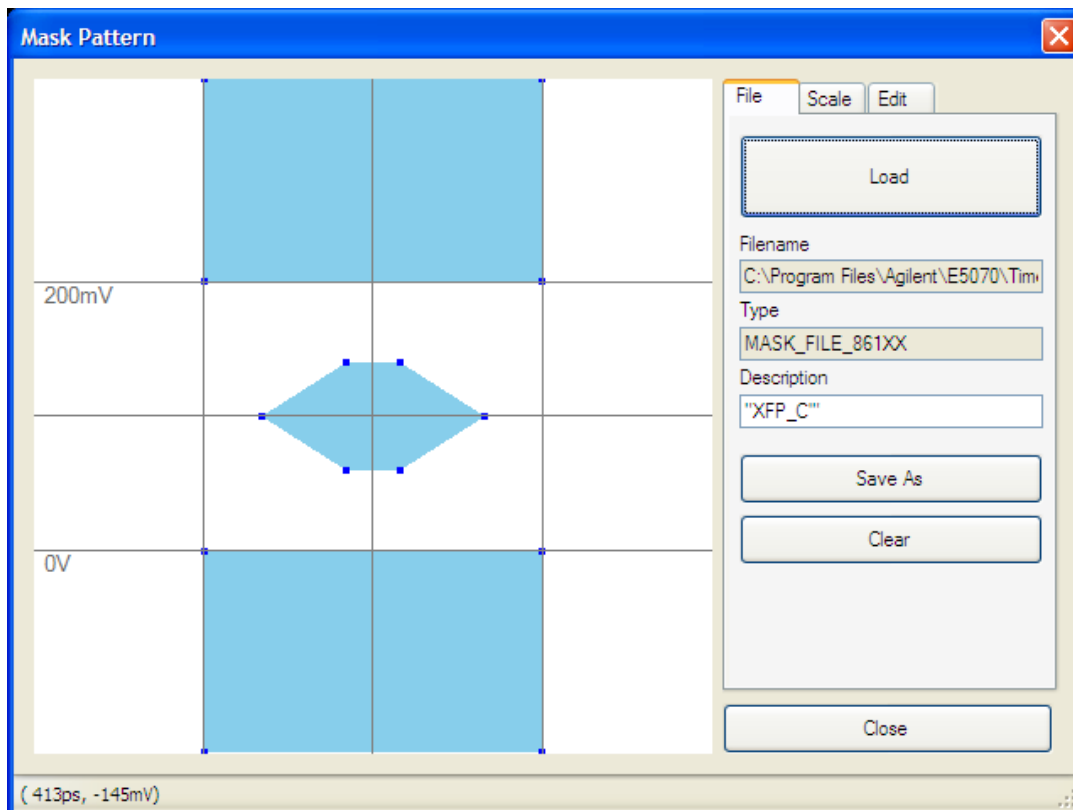 Mask Pattern
File Scale Edit
Load
Filename
C:\Program Files\Agilent\E5070\Tim
Type
MASK_FILE_861XX
Description
"XFP_C"'
Save As
Clear
Close
200mV
0V
( 413ps, -145mV)